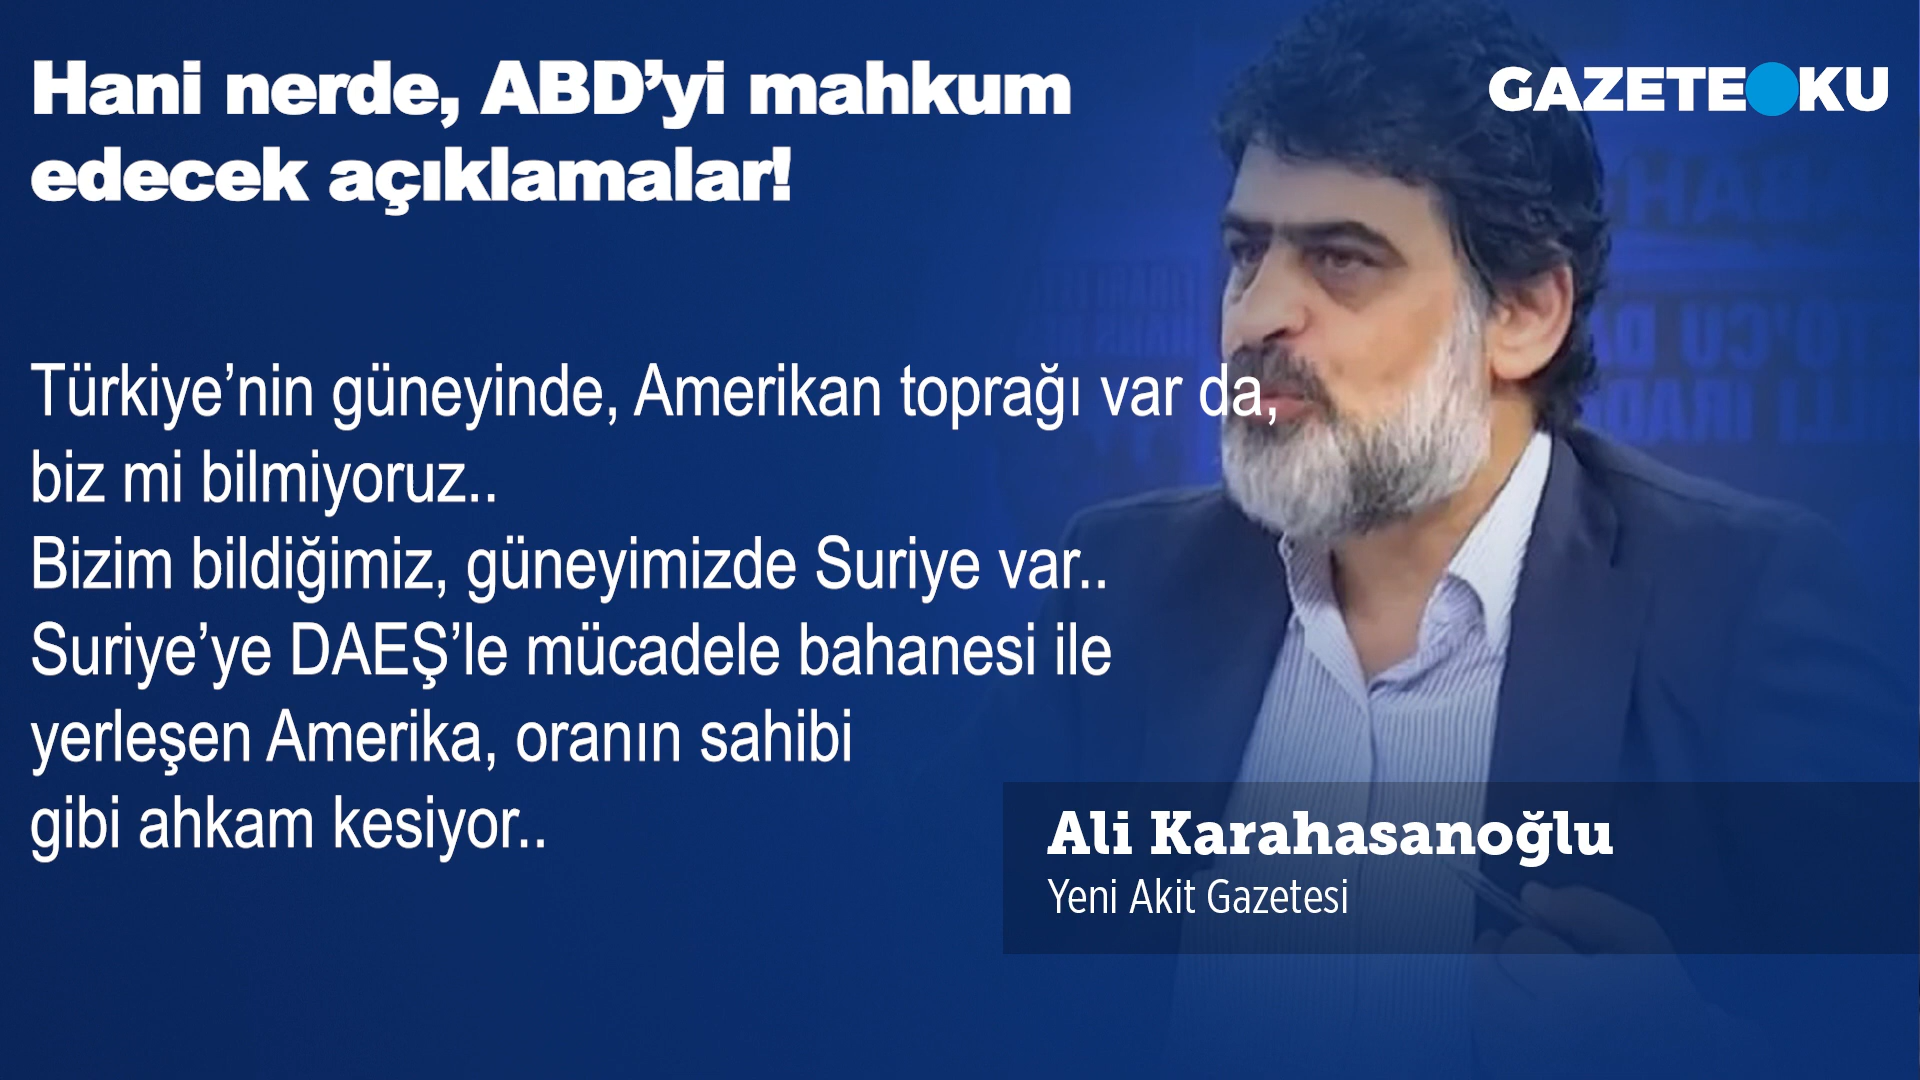 Hani nerde, ABD’yi mahkum
edecek açıklamalar!
GAZETEOKU
Türkiye’nin güneyinde, Amerikan toprağı var da,
biz mi bilmiyoruz..
Bizim bildiğimiz, güneyimizde Suriye var..
Suriye’ye DAEŞ’le mücadele bahanesi ile
yerleşen Amerika, oranın sahibi
gibi ahkam kesiyor..
Ali Karahasanoğlu
Yeni Akit Gazetesi